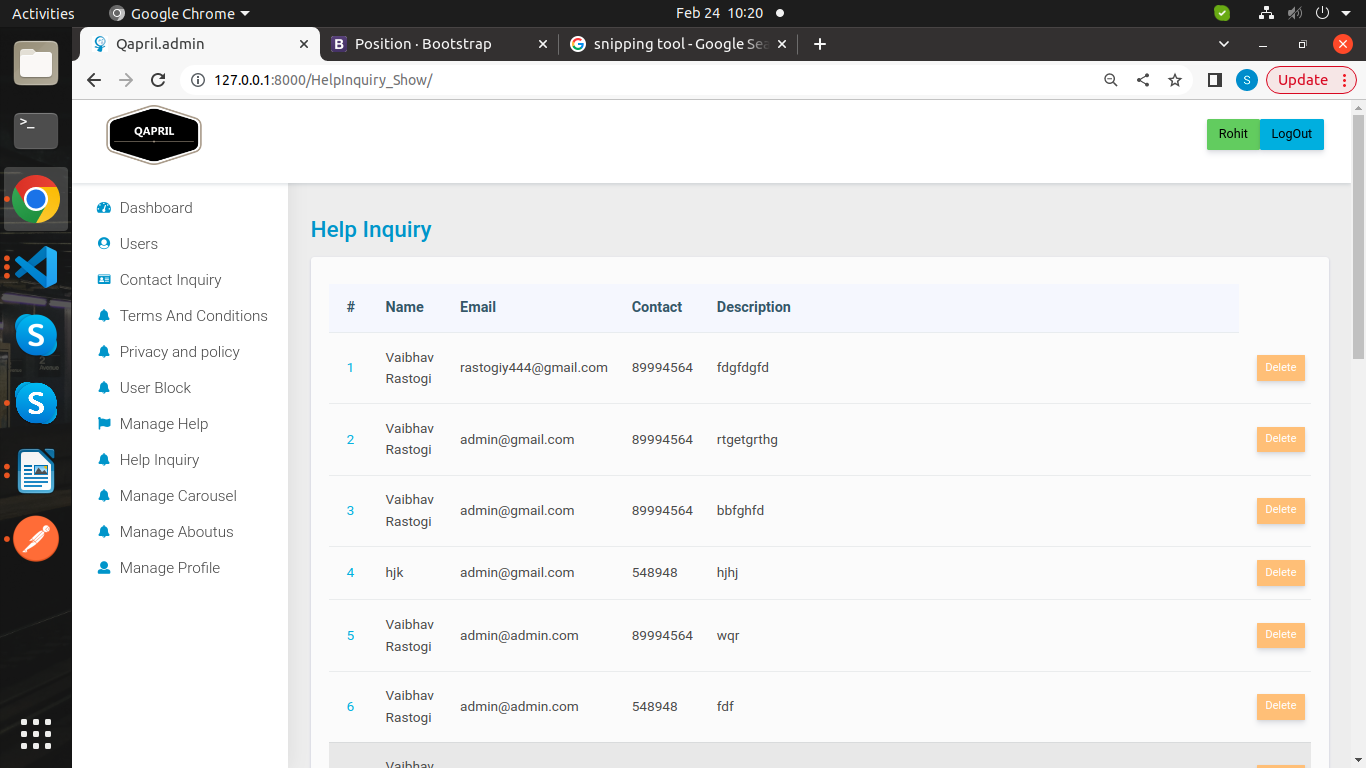 Activities Google Chrome Feb 24 10:20
Qapril.admin Position · Bootstrap snipping tool - Google Sea
127.0.0.1:8000/HelpInquiry_Show/ S Update
QAPRIL Rohit LogOut
Dashboard
Users
Contact Inquiry
Terms And Conditions
Privacy and policy
User Block
Manage Help
Help Inquiry
Manage Carousel
Manage Aboutus
Manage Profile
Help Inquiry
# Name Email Contact Description
1 Vaibhav Rastogi rastogiy444@gmail.com 89994564 fdgfdgfd Delete
2 Vaibhav Rastogi admin@gmail.com 89994564 rtgetgrthg Delete
3 Vaibhav Rastogi admin@gmail.com 89994564 bbfghfd Delete
4 hjk admin@gmail.com 548948 hjhj Delete
5 Vaibhav Rastogi admin@admin.com 89994564 wqr Delete
6 Vaibhav Rastogi admin@admin.com 548948 fdf Delete
Vaibhav